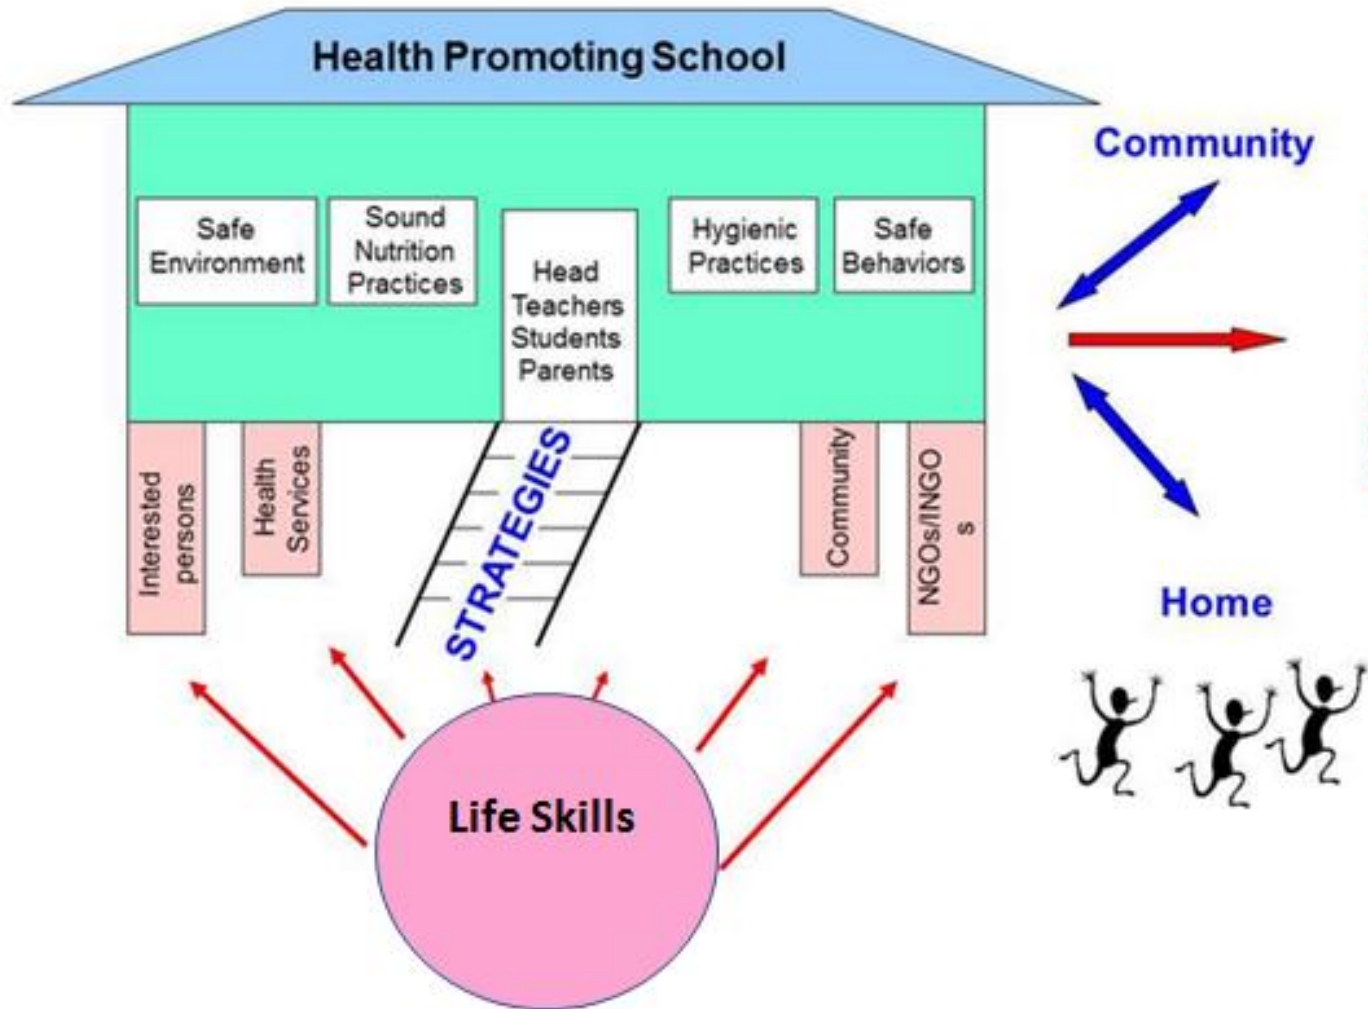 Health Promoting School
Community
Safe
Environment
Sound
Nutrition
Practices
Head
Teachers
Students
Parents
Hygienic
Practices
Safe
Behaviors
Interested
persons
Health
Services
STRATEGIES
Community
NGOs/INGO
s
Home
Life Skills